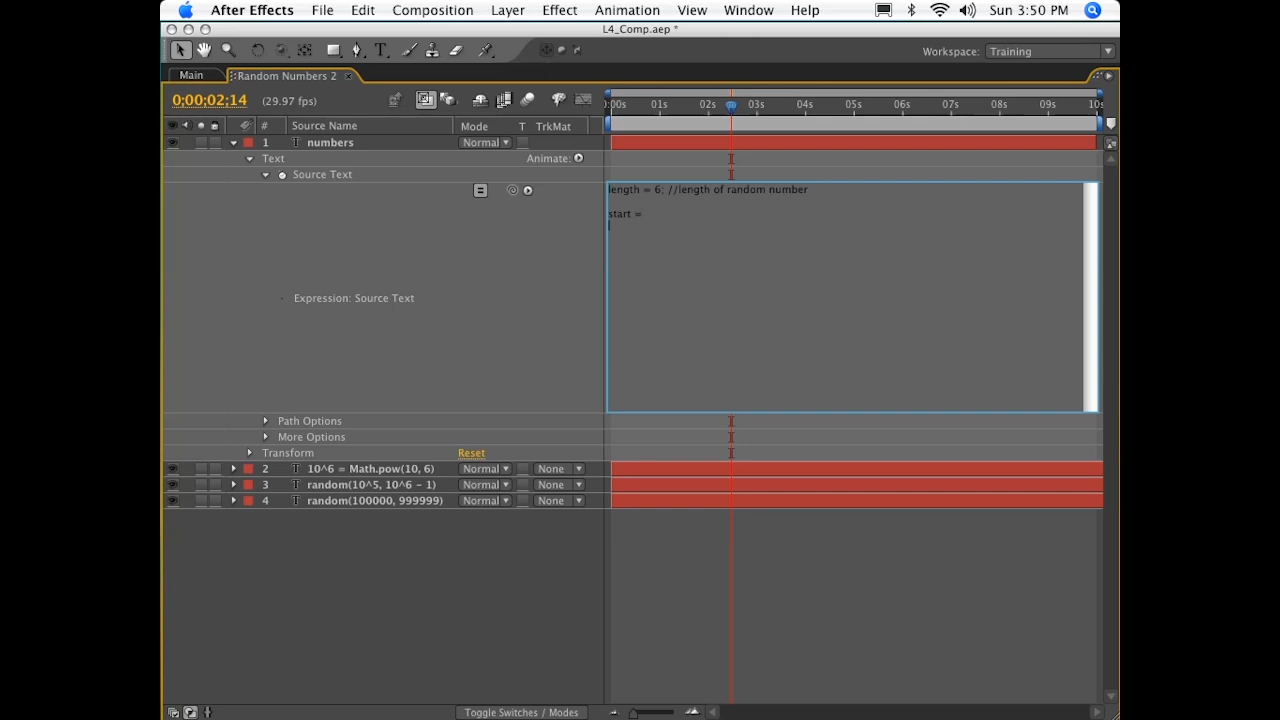 After Effects File Edit Composition Layer Effect Animation View Window Help Sun 3:50 PM
L4_Comp.aep *
Workspace: Training
Main Random Numbers 2
0;00;02;14 (29.97 fps)
0:00s 01s 02s 03s 04s 05s 06s 07s 08s 09s 10s
# Source Name Mode T TrkMat
1 T numbers Normal
Text Animate:
Source Text
length = 6; //length of random number
start =
Expression: Source Text
Path Options
More Options
Transform Reset
2 T 10^6 = Math.pow(10, 6) Normal None
3 T random(10^5, 10^6 - 1) Normal None
4 T random(100000, 999999) Normal None
Toggle Switches / Modes